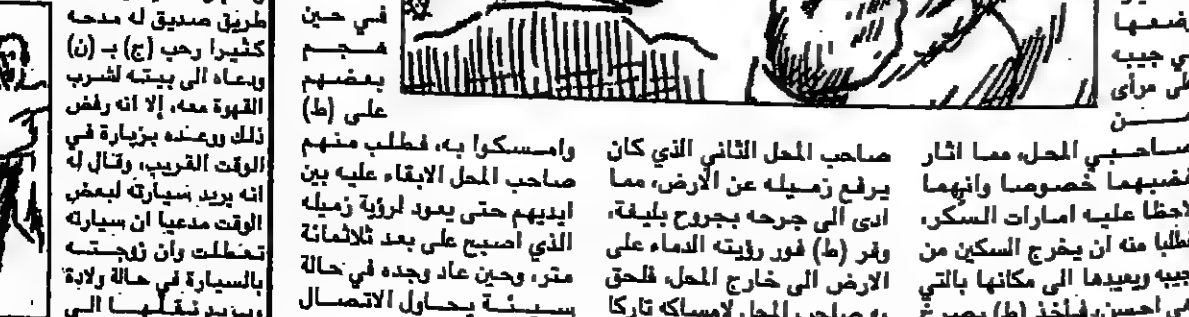 ـضعها
ـي جيبه
على مرأى
مـــــن
صاحبي المحل، مما اثار
غضبهما خصوصا وانهما
لاحظا عليه امارات السكر،
فطلبا منه ان يخرج السكين من
جيبه ويعيدها الى مكانها بالتي
هي احسن، فأخذ (ط) يصرخ
صاحب المحل الثاني الذي كان
يرفع زميله عن الأرض، مما
ادى الى جرحه بجروح بليغة،
وفر (ط) فور رؤيته الدماء على
الارض الى خارج المحل، فلحق
به صاحب المحل لامساكه تاركا
في حين
هجم
بعضهم
على (ط)
وامسكوا به، فطلب منهم
صاحب المحل الابقاء عليه بين
ايديهم حتى يعود لرؤية زميله
الذي اصبح على بعد ثلاثمائة
متر، وحين عاد وجده في حالة
سيئة يحاول الاتصال
طريق صديق له مدحه
كثيرا رحب (ج) بـ (ن)
ودعاه الى بيته لشرب
القهوة معه، إلا انه رفض
ذلك ووعده بزيارة في
الوقت القريب، وقال له
انه يريد سيارته لبعض
الوقت مدعيا ان سيارته
تعطلت وأن زوجته
بالسيارة في حالة ولادة
ويريد نقلها الى